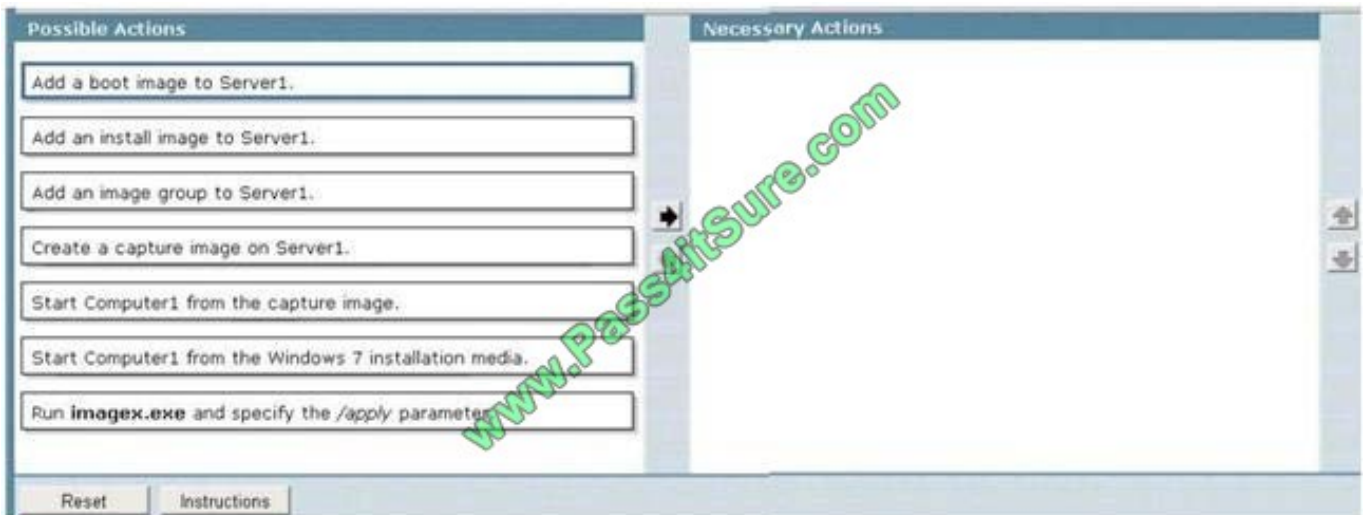 Possible Actions
Necessary Actions
Add a boot image to Server1.
Add an install image to Server1.
Add an image group to Server1.
Create a capture image on Server1.
Start Computer1 from the capture image.
Start Computer1 from the Windows 7 installation media.
Run imagex.exe and specify the /apply parameter
www.Pass4itSure.com
Reset
Instructions